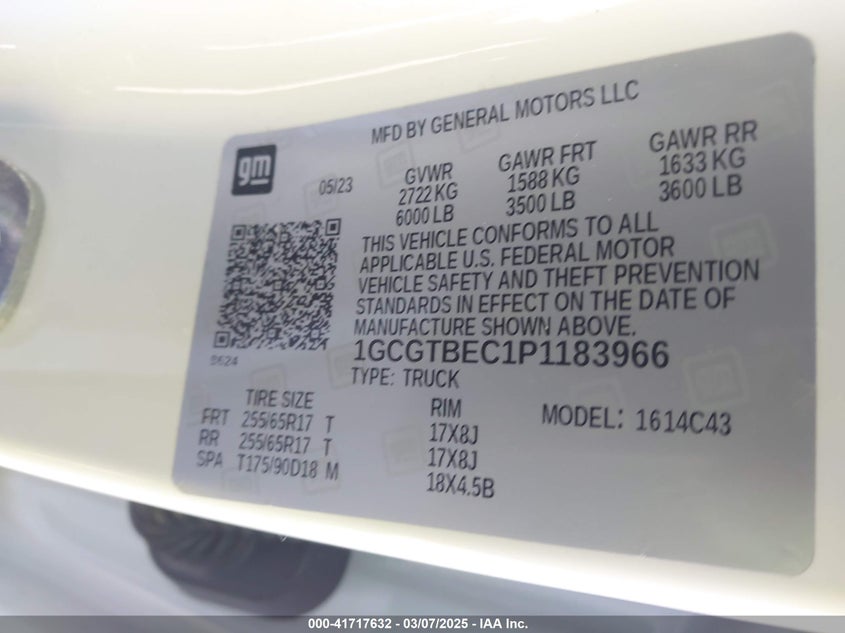 MFD BY GENERAL MOTORS LLC
gm
05/23
GVWR GAWR FRT GAWR RR
2722 KG 1588 KG 1633 KG
6000 LB 3500 LB 3600 LB
THIS VEHICLE CONFORMS TO ALL
APPLICABLE U.S. FEDERAL MOTOR
VEHICLE SAFETY AND THEFT PREVENTION
STANDARDS IN EFFECT ON THE DATE OF
MANUFACTURE SHOWN ABOVE.
S624
1GCGTBEC1P1183966
TYPE: TRUCK
TIRE SIZE RIM MODEL: 1614C43
FRT 255/65R17 T 17X8J
RR 255/65R17 T 17X8J
SPA T175/90D18 M 18X4.5B
000-41717632 - 03/07/2025 - IAA Inc.